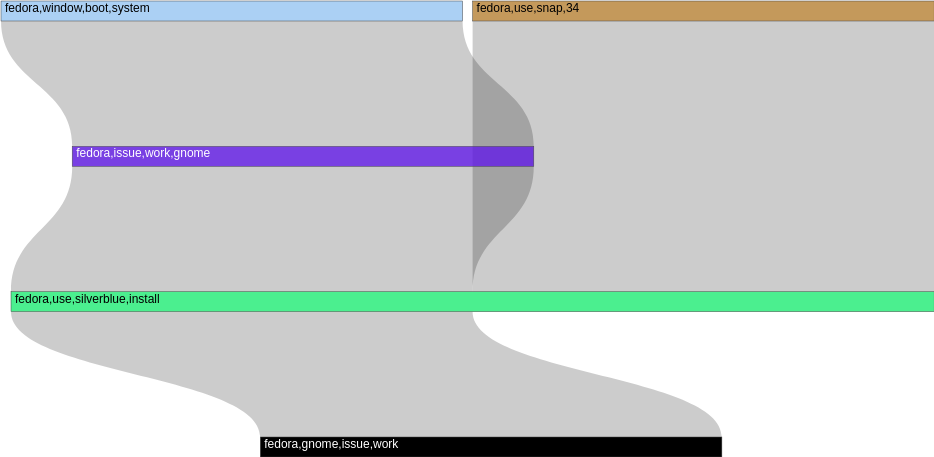 fedora,window,boot,system
fedora,use,snap,34
fedora,issue,work,gnome
fedora,use,silverblue,install
fedora,gnome,issue,work